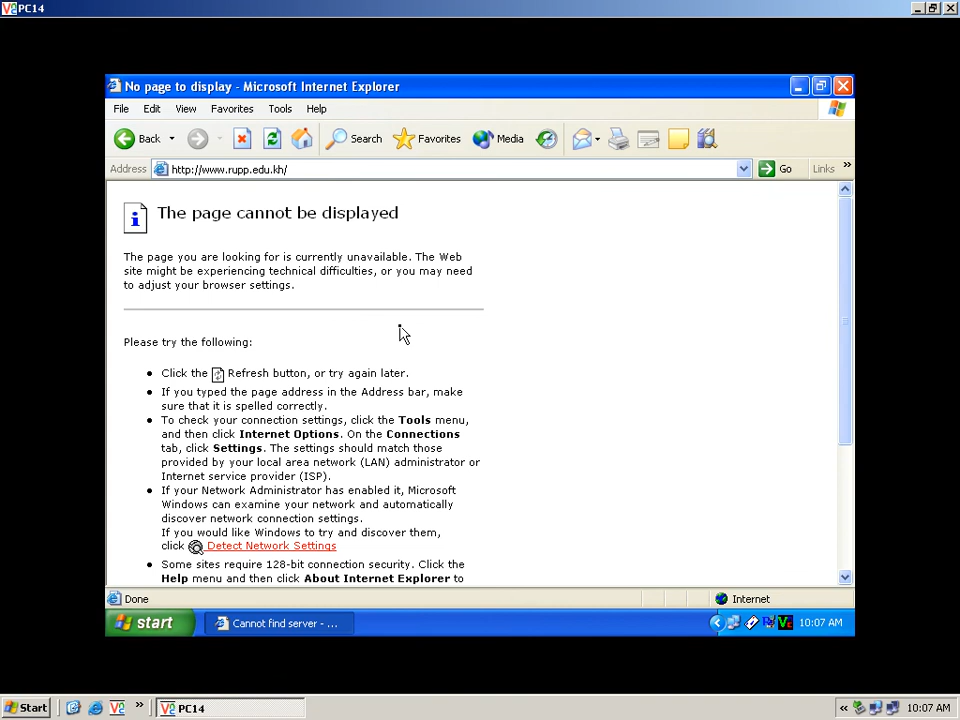 PC14
No page to display - Microsoft Internet Explorer
File Edit View Favorites Tools Help
Back Search Favorites Media
Address http://www.rupp.edu.kh/ Go Links »
The page cannot be displayed
The page you are looking for is currently unavailable. The Web
site might be experiencing technical difficulties, or you may need
to adjust your browser settings.
Please try the following:
Click the Refresh button, or try again later.
If you typed the page address in the Address bar, make
sure that it is spelled correctly.
To check your connection settings, click the Tools menu,
and then click Internet Options. On the Connections
tab, click Settings. The settings should match those
provided by your local area network (LAN) administrator or
Internet service provider (ISP).
If your Network Administrator has enabled it, Microsoft
Windows can examine your network and automatically
discover network connection settings.
If you would like Windows to try and discover them,
click Detect Network Settings
Some sites require 128-bit connection security. Click the
Help menu and then click About Internet Explorer to
Done Internet
start Cannot find server - ... 10:07 AM
Start » PC14 « 10:07 AM